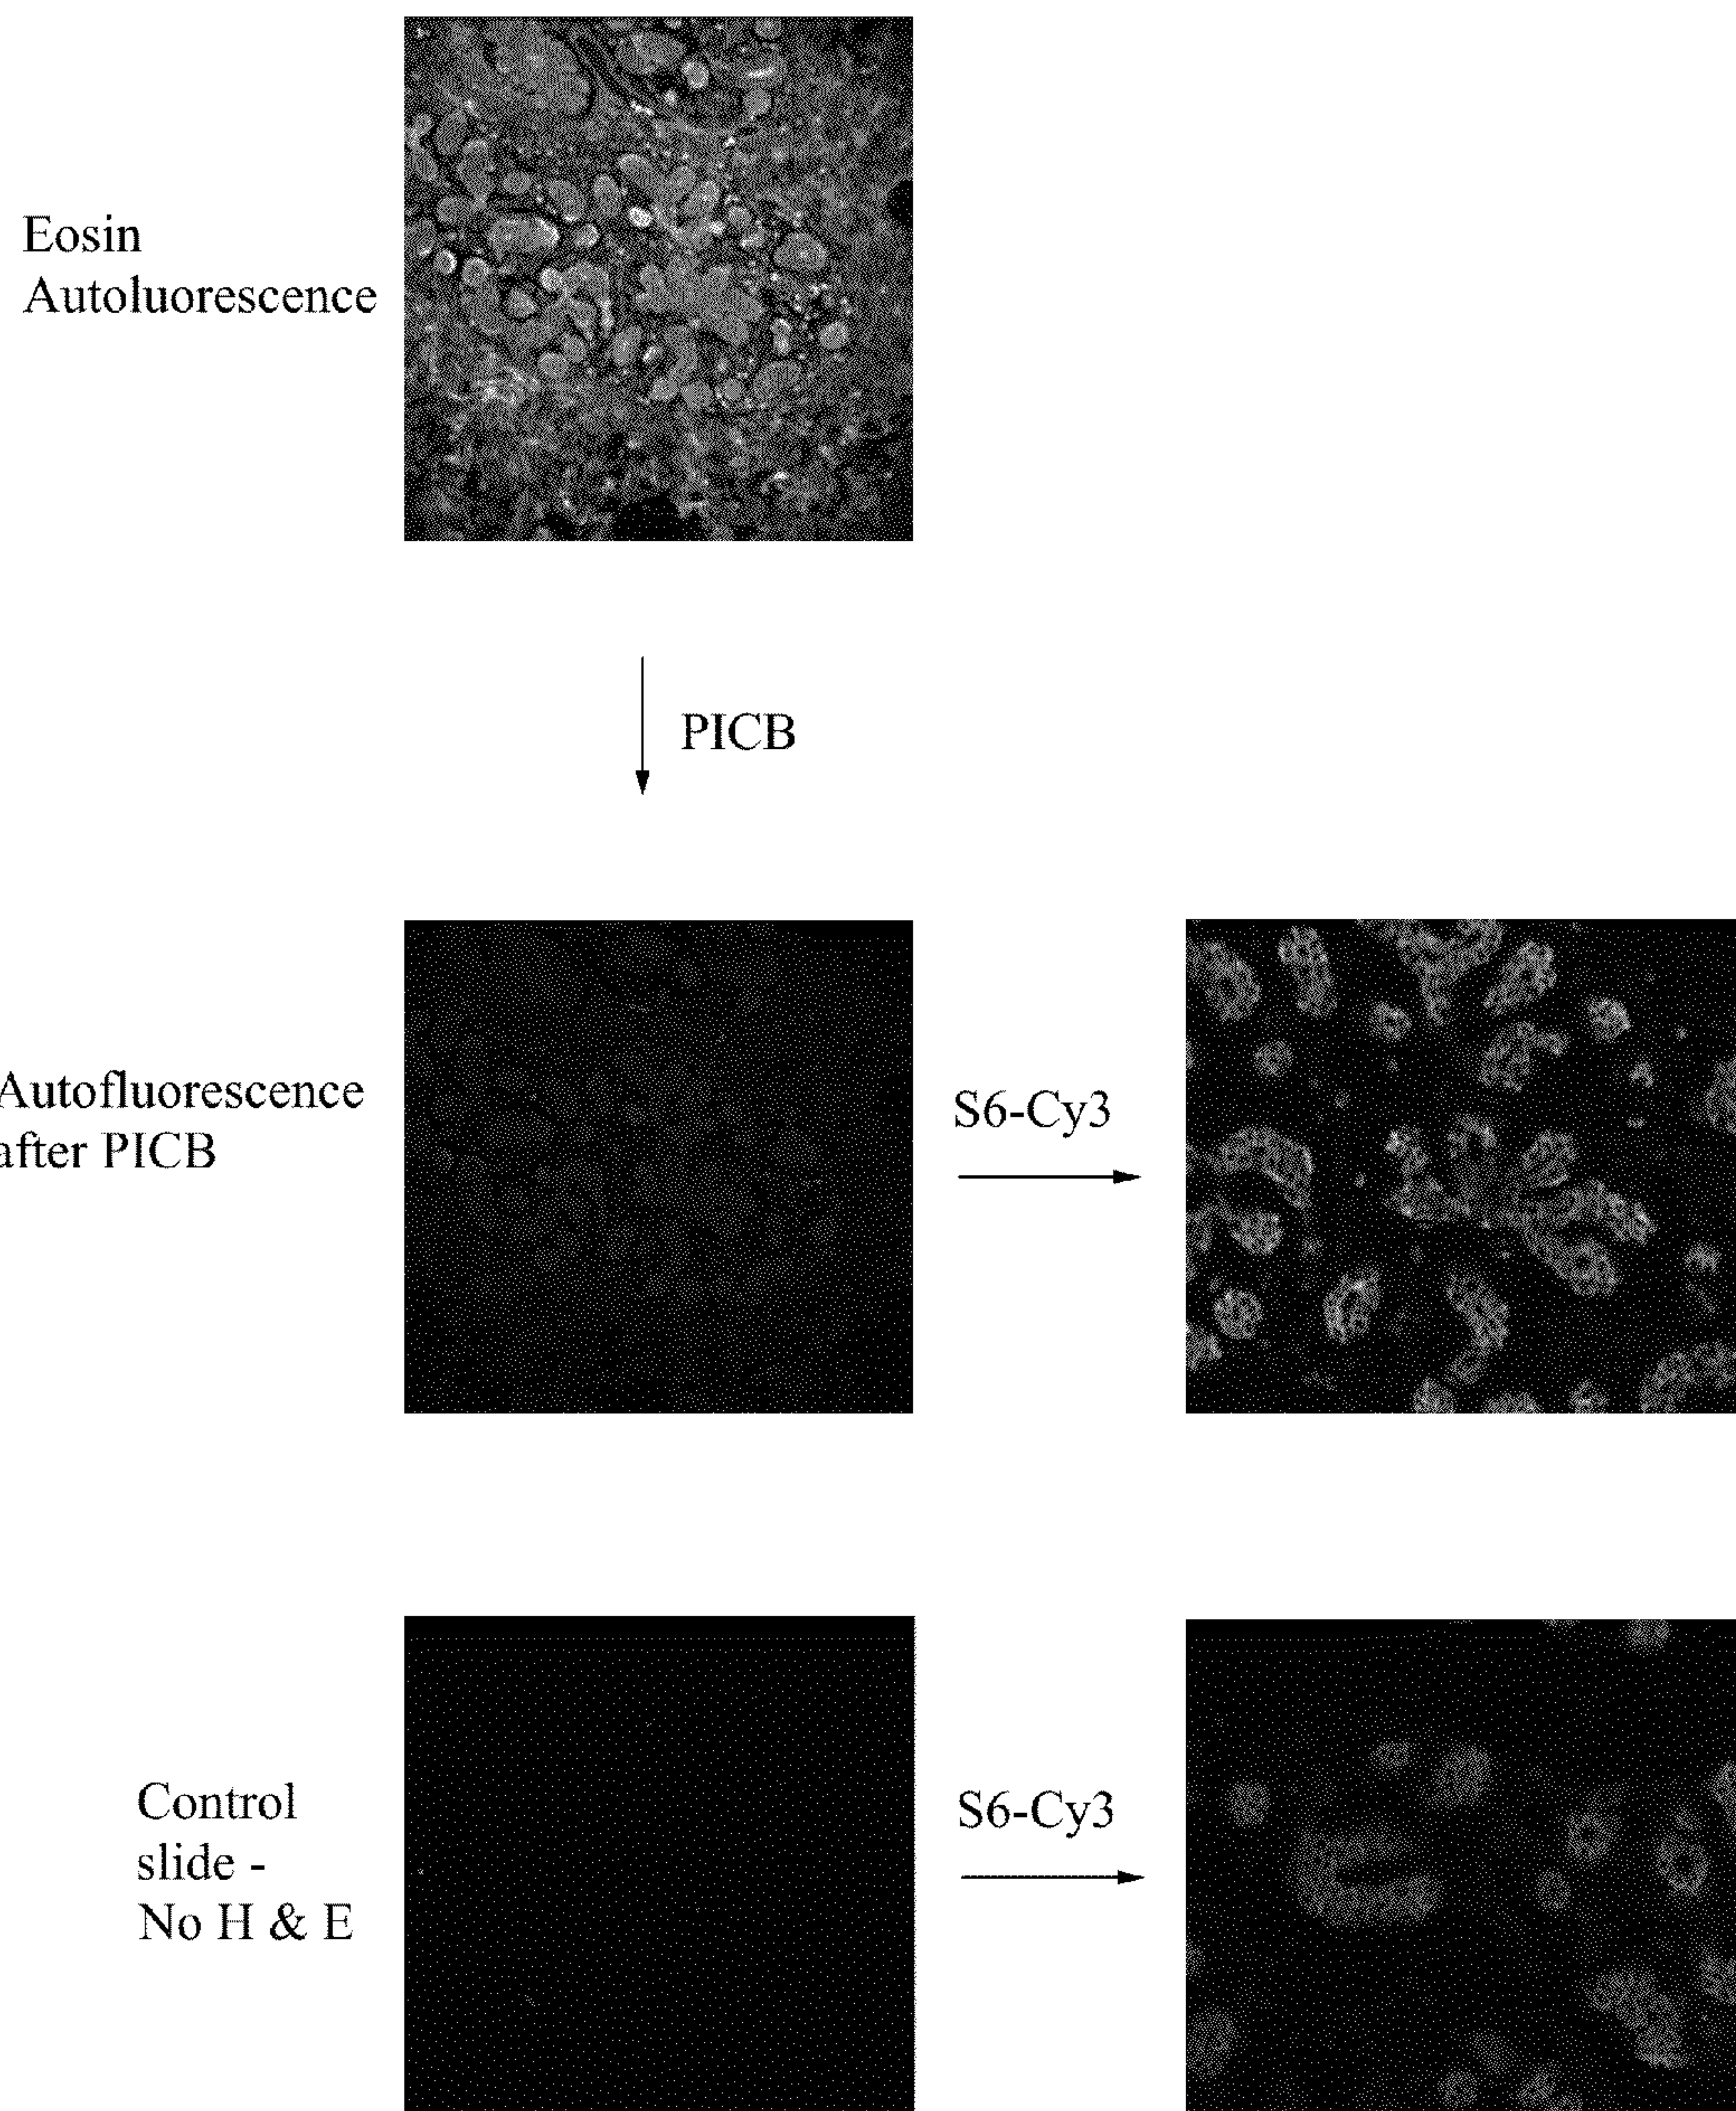 Eosin
Autoluorescence
PICB
Autofluorescence
after PICB
S6-Cy3
Control
slide -
No H & E
S6-Cy3